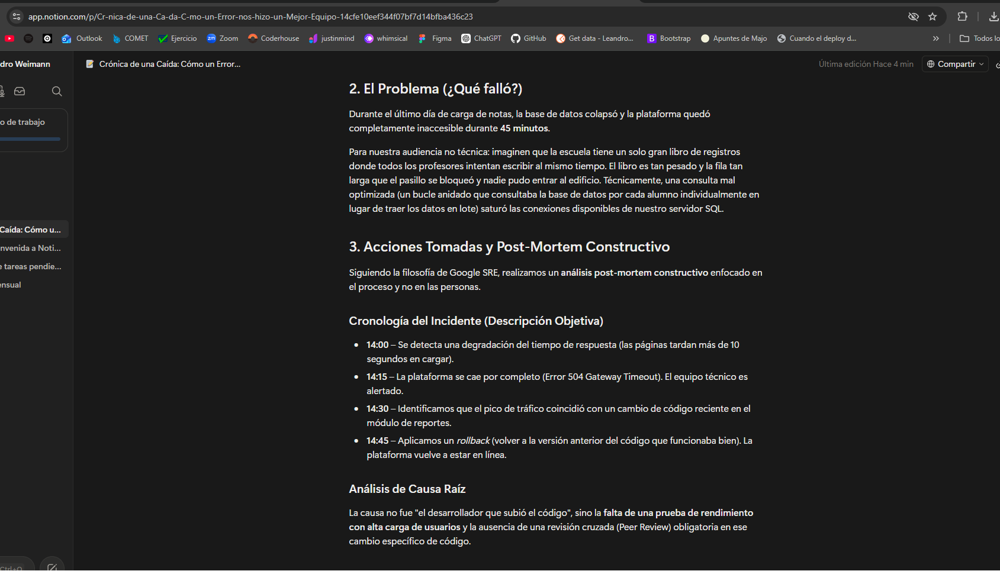 app.notion.com/p/Cr-nica-de-una-Ca-da-C-mo-un-Error-nos-hizo-un-Mejor-Equipo-14cfe10eef344f07bf7d14bfba436c23
Outlook COMET Ejercicio Zoom Coderhouse justinmind whimsical Figma ChatGPT GitHub Get data - Leandro... Bootstrap Apuntes de Majo Cuando el deploy d... » Todos lo
dro Weimann
Crónica de una Caída: Cómo un Error...
Última edición Hace 4 min
Compartir
o de trabajo
Caída: Cómo u...
nvenida a Noti...
e tareas pendie...
ensual
Ctrl+O
2. El Problema (¿Qué falló?)
Durante el último día de carga de notas, la base de datos colapsó y la plataforma quedó
completamente inaccesible durante 45 minutos.
Para nuestra audiencia no técnica: imaginen que la escuela tiene un solo gran libro de registros
donde todos los profesores intentan escribir al mismo tiempo. El libro es tan pesado y la fila tan
larga que el pasillo se bloqueó y nadie pudo entrar al edificio. Técnicamente, una consulta mal
optimizada (un bucle anidado que consultaba la base de datos por cada alumno individualmente en
lugar de traer los datos en lote) saturó las conexiones disponibles de nuestro servidor SQL.
3. Acciones Tomadas y Post-Mortem Constructivo
Siguiendo la filosofía de Google SRE, realizamos un análisis post-mortem constructivo enfocado en
el proceso y no en las personas.
Cronología del Incidente (Descripción Objetiva)
• 14:00 – Se detecta una degradación del tiempo de respuesta (las páginas tardan más de 10
segundos en cargar).
• 14:15 – La plataforma se cae por completo (Error 504 Gateway Timeout). El equipo técnico es
alertado.
• 14:30 – Identificamos que el pico de tráfico coincidió con un cambio de código reciente en el
módulo de reportes.
• 14:45 – Aplicamos un rollback (volver a la versión anterior del código que funcionaba bien). La
plataforma vuelve a estar en línea.
Análisis de Causa Raíz
La causa no fue "el desarrollador que subió el código", sino la falta de una prueba de rendimiento
con alta carga de usuarios y la ausencia de una revisión cruzada (Peer Review) obligatoria en ese
cambio específico de código.